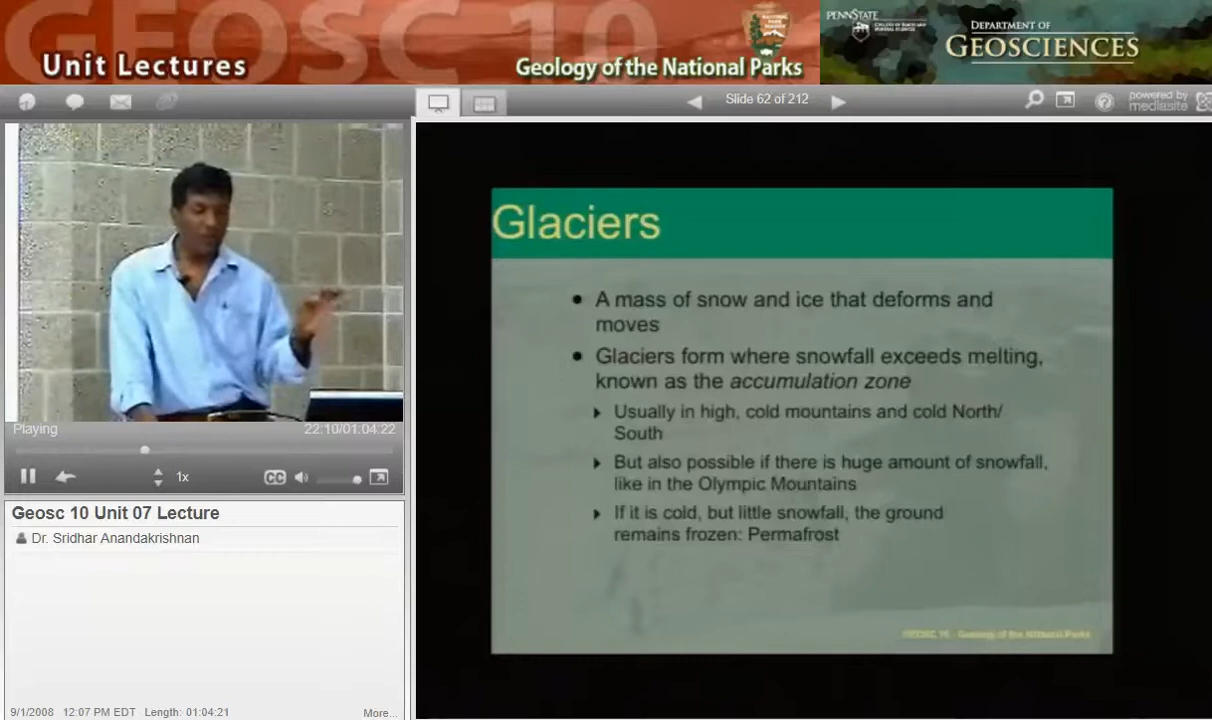 GEOSC 10
Unit Lectures
Geology of the National Parks
PENNSTATE
DEPARTMENT OF
GEOSCIENCES
Slide 62 of 212
powered by
mediasite
Glaciers
A mass of snow and ice that deforms and
moves
Glaciers form where snowfall exceeds melting,
known as the accumulation zone
Usually in high, cold mountains and cold North/
South
But also possible if there is huge amount of snowfall,
like in the Olympic Mountains
If it is cold, but little snowfall, the ground
remains frozen: Permafrost
GEOSC 10 - Geology of the National Parks
Playing
22:10/01:04:22
1x
CC
Geosc 10 Unit 07 Lecture
Dr. Sridhar Anandakrishnan
9/1/2008 12:07 PM EDT Length: 01:04:21
More...